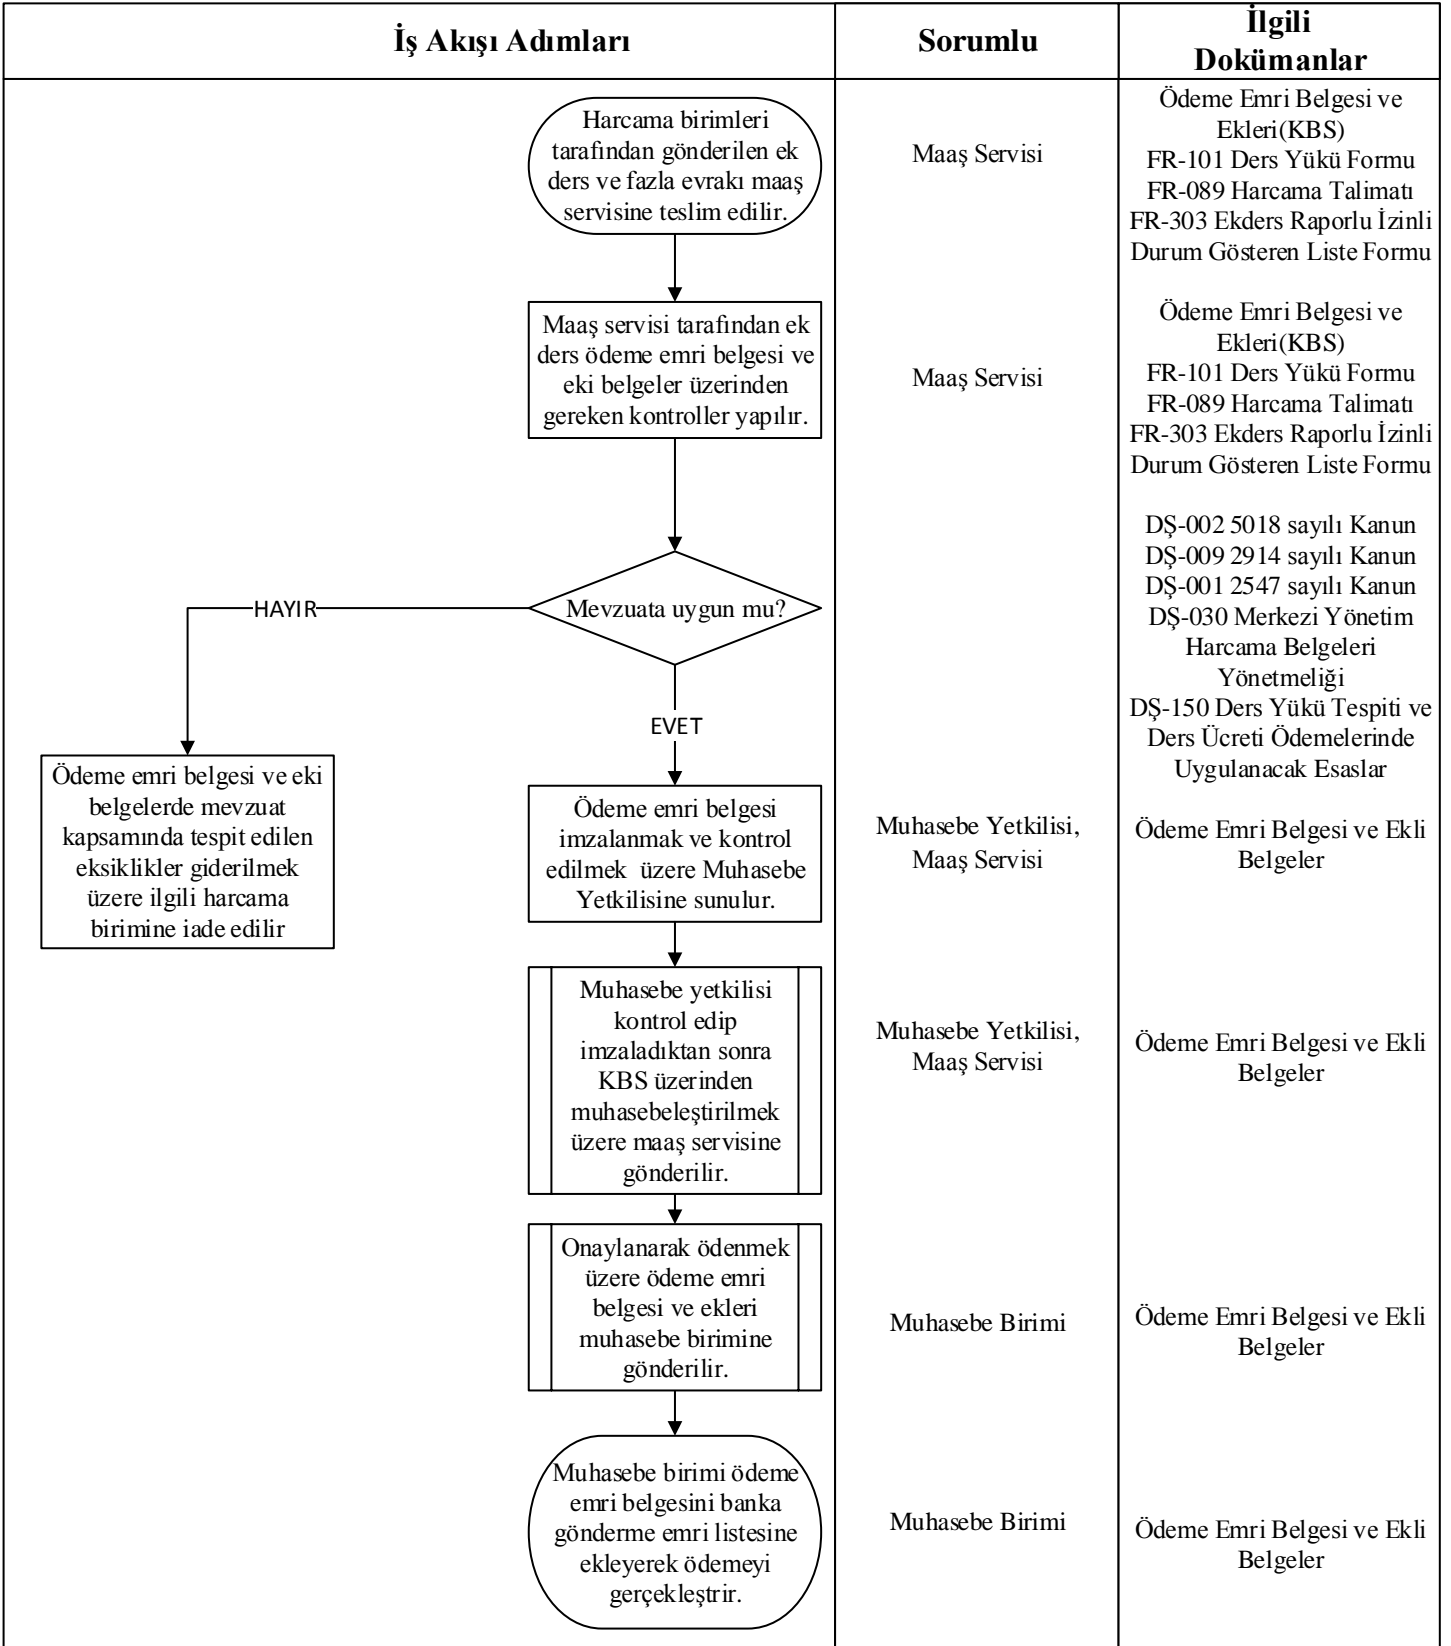 İş Akışı Adımları
Sorumlu
İlgili
Dokümanlar
Harcama birimleri
tarafından gönderilen ek
ders ve fazla evrakı maaş
servisine teslim edilir.
Maaş Servisi
Ödeme Emri Belgesi ve
Ekleri(KBS)
FR-101 Ders Yükü Formu
FR-089 Harcama Talimatı
FR-303 Ekders Raporlu İzinli
Durum Gösteren Liste Formu
Maaş servisi tarafından ek
ders ödeme emri belgesi ve
eki belgeler üzerinden
gereken kontroller yapılır.
Maaş Servisi
Ödeme Emri Belgesi ve
Ekleri(KBS)
FR-101 Ders Yükü Formu
FR-089 Harcama Talimatı
FR-303 Ekders Raporlu İzinli
Durum Gösteren Liste Formu
Mevzuata uygun mu?
HAYIR
EVET
DŞ-002 5018 sayılı Kanun
DŞ-009 2914 sayılı Kanun
DŞ-001 2547 sayılı Kanun
DŞ-030 Merkezi Yönetim
Harcama Belgeleri
Yönetmeliği
DŞ-150 Ders Yükü Tespiti ve
Ders Ücreti Ödemelerinde
Uygulanacak Esaslar
Ödeme emri belgesi ve eki
belgelerde mevzuat
kapsamında tespit edilen
eksiklikler giderilmek
üzere ilgili harcama
birimine iade edilir
Ödeme emri belgesi
imzalanmak ve kontrol
edilmek  üzere Muhasebe
Yetkilisine sunulur.
Muhasebe Yetkilisi,
Maaş Servisi
Ödeme Emri Belgesi ve Ekli
Belgeler
Muhasebe yetkilisi
kontrol edip
imzaladıktan sonra
KBS üzerinden
muhasebeleştirilmek
üzere maaş servisine
gönderilir.
Muhasebe Yetkilisi,
Maaş Servisi
Ödeme Emri Belgesi ve Ekli
Belgeler
Onaylanarak ödenmek
üzere ödeme emri
belgesi ve ekleri
muhasebe birimine
gönderilir.
Muhasebe Birimi
Ödeme Emri Belgesi ve Ekli
Belgeler
Muhasebe birimi ödeme
emri belgesini banka
gönderme emri listesine
ekleyerek ödemeyi
gerçekleştrir.
Muhasebe Birimi
Ödeme Emri Belgesi ve Ekli
Belgeler